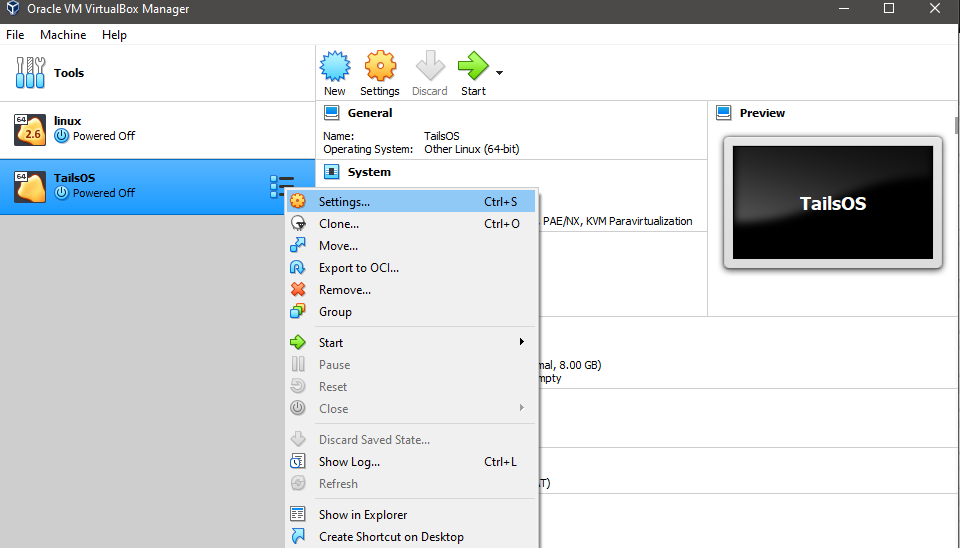 Oracle VM VirtualBox Manager
File Machine Help
Tools
New Settings Discard Start
64 2.6 linux
Powered Off
64 TailsOS
Powered Off
General
Name: TailsOS
Operating System: Other Linux (64-bit)
System
, PAE/NX, KVM Paravirtualization
Preview
TailsOS
Settings... Ctrl+S
Clone... Ctrl+O
Move...
Export to OCI...
Remove...
Group
Start
Pause
Reset
Close
Discard Saved State...
Show Log... Ctrl+L
Refresh
Show in Explorer
Create Shortcut on Desktop
mal, 8.00 GB)
mpty
AT)